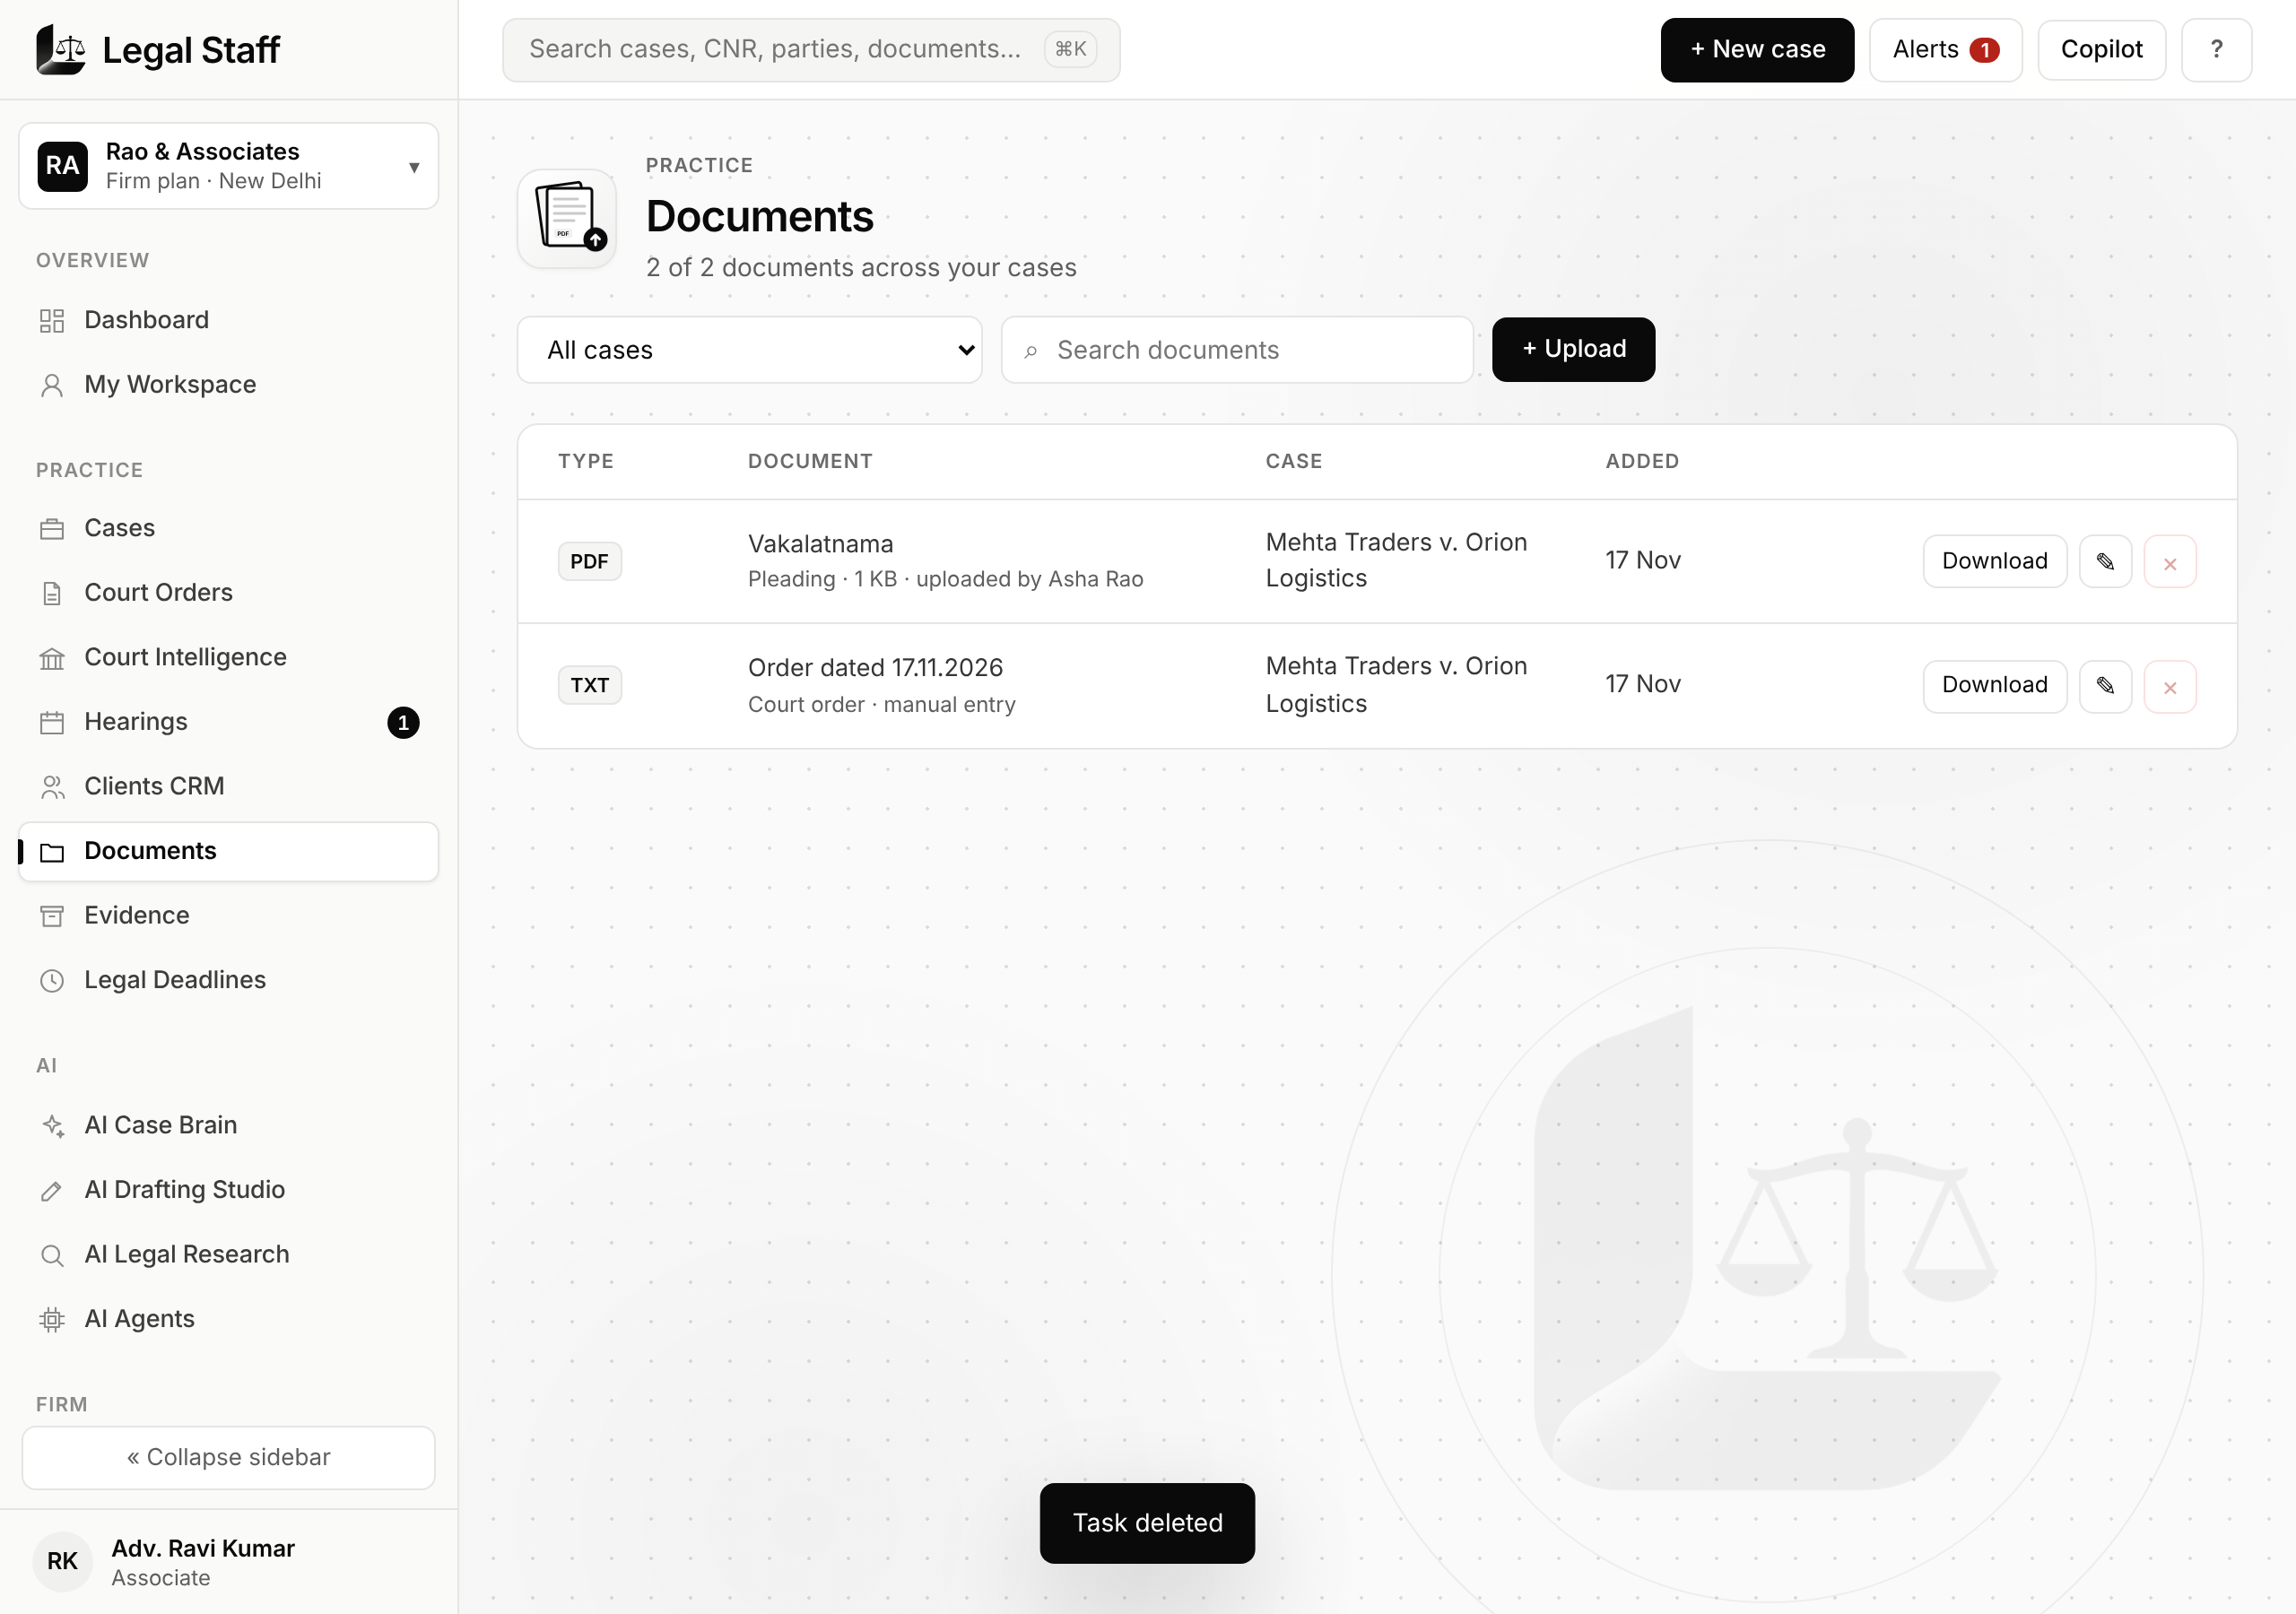 Legal Staff
Search cases, CNR, parties, documents... ⌘K
+ New case
Alerts 1
Copilot
?
RA
Rao & Associates
Firm plan · New Delhi
▾
OVERVIEW
Dashboard
My Workspace
PRACTICE
Cases
Court Orders
Court Intelligence
Hearings 1
Clients CRM
Documents
Evidence
Legal Deadlines
AI
AI Case Brain
AI Drafting Studio
AI Legal Research
AI Agents
FIRM
« Collapse sidebar
RK
Adv. Ravi Kumar
Associate
PDF
PRACTICE
Documents
2 of 2 documents across your cases
All cases
Search documents
+ Upload
TYPE DOCUMENT CASE ADDED
PDF
Vakalatnama
Pleading · 1 KB · uploaded by Asha Rao
Mehta Traders v. Orion
Logistics
17 Nov
Download ✎ ×
TXT
Order dated 17.11.2026
Court order · manual entry
Mehta Traders v. Orion
Logistics
17 Nov
Download ✎ ×
Task deleted